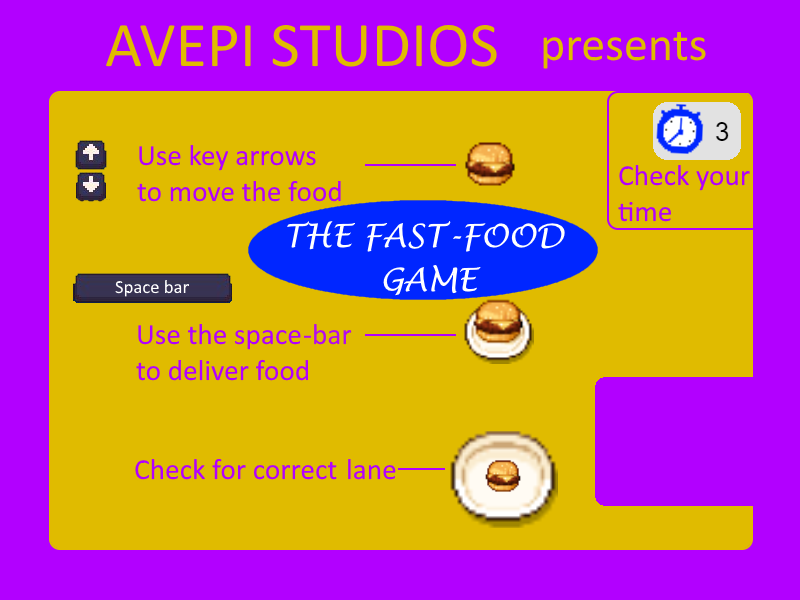 AVEPI STUDIOS presents
3
Check your
time
Use key arrows
to move the food
THE FAST-FOOD
GAME
Space bar
Use the space-bar
to deliver food
Check for correct lane